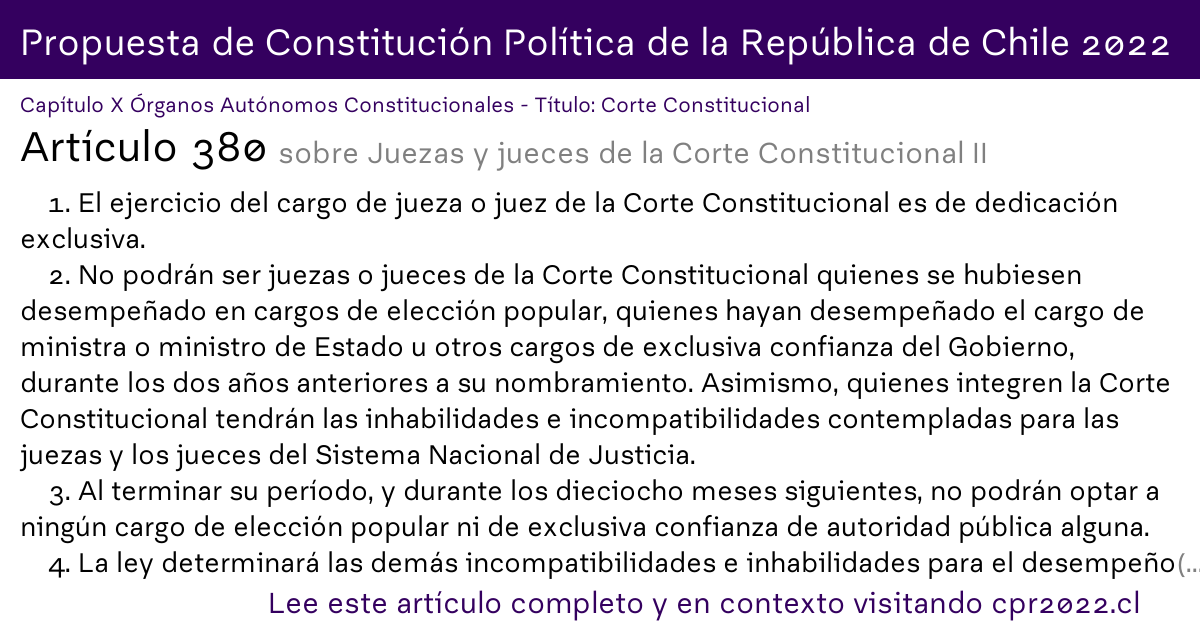 Propuesta de Constitución Política de la República de Chile 2022
Capítulo X Órganos Autónomos Constitucionales - Título: Corte Constitucional
Artículo 380 sobre Juezas y jueces de la Corte Constitucional II
1. El ejercicio del cargo de jueza o juez de la Corte Constitucional es de dedicación
exclusiva.
2. No podrán ser juezas o jueces de la Corte Constitucional quienes se hubiesen
desempeñado en cargos de elección popular, quienes hayan desempeñado el cargo de
ministra o ministro de Estado u otros cargos de exclusiva confianza del Gobierno,
durante los dos años anteriores a su nombramiento. Asimismo, quienes integren la Corte
Constitucional tendrán las inhabilidades e incompatibilidades contempladas para las
juezas y los jueces del Sistema Nacional de Justicia.
3. Al terminar su período, y durante los dieciocho meses siguientes, no podrán optar a
ningún cargo de elección popular ni de exclusiva confianza de autoridad pública alguna.
4. La ley determinará las demás incompatibilidades e inhabilidades para el desempeño(...
Lee este artículo completo y en contexto visitando cpr2022.cl